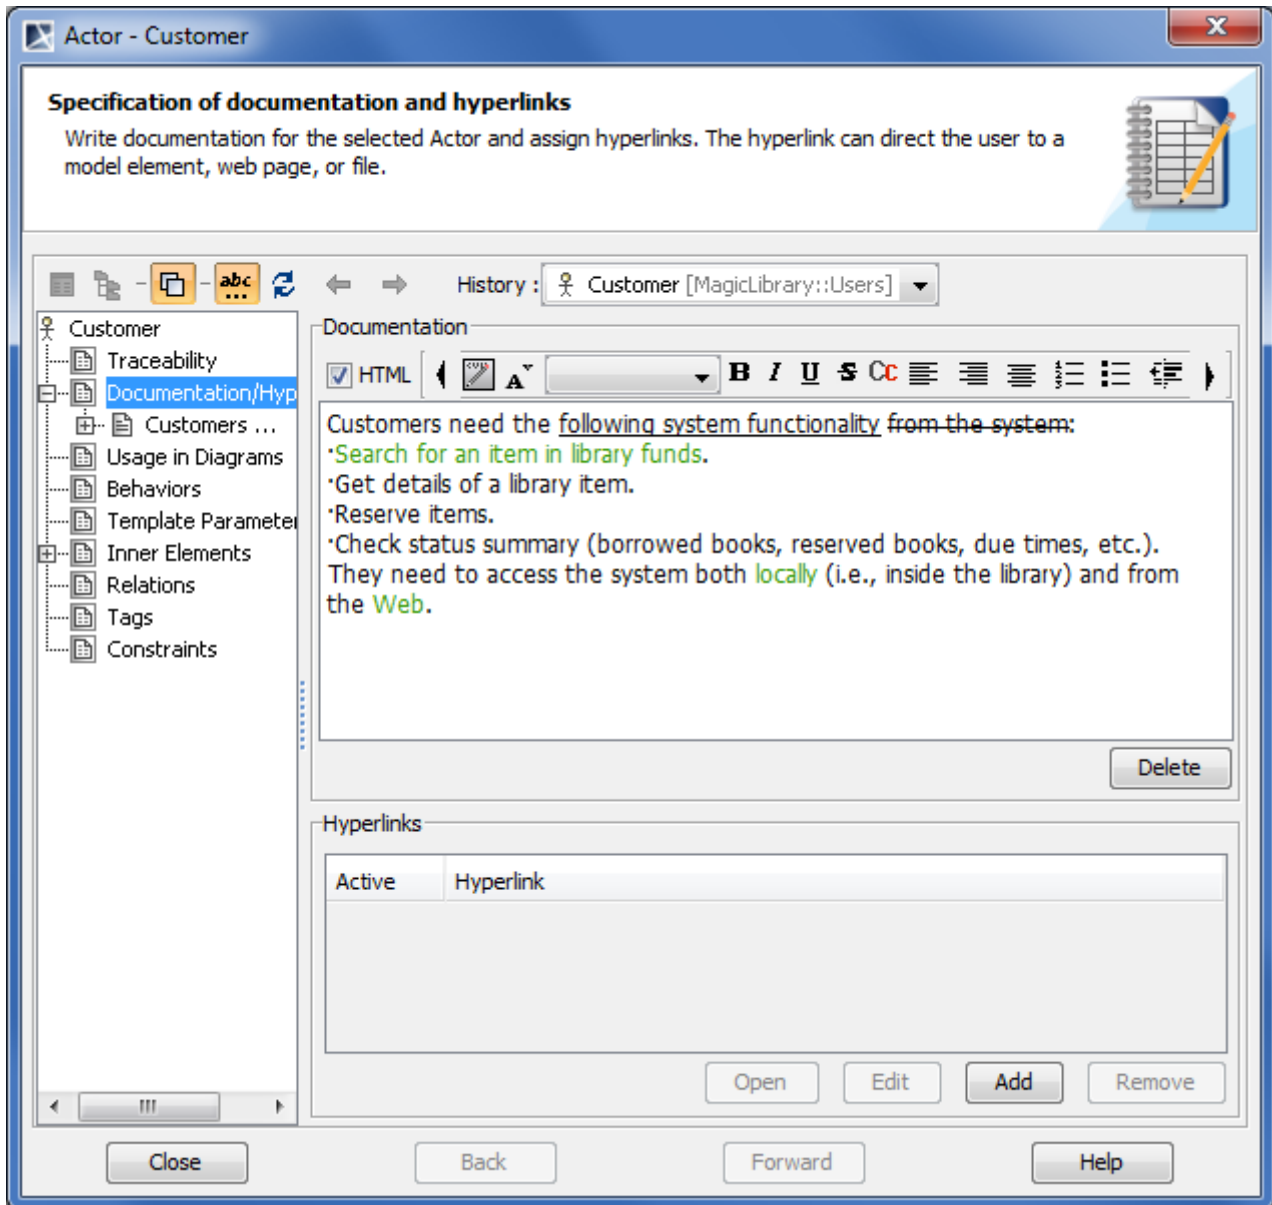 Actor - Customer
Specification of documentation and hyperlinks
Write documentation for the selected Actor and assign hyperlinks. The hyperlink can direct the user to a
model element, web page, or file.
abc
History : Customer [MagicLibrary::Users]
Customer
Traceability
Documentation/Hyp
Customers ...
Usage in Diagrams
Behaviors
Template Parameter
Inner Elements
Relations
Tags
Constraints
Documentation
HTML A B I U S CC
Customers need the following system functionality from the system:
·Search for an item in library funds.
·Get details of a library item.
·Reserve items.
·Check status summary (borrowed books, reserved books, due times, etc.).
They need to access the system both locally (i.e., inside the library) and from
the Web.
Delete
Hyperlinks
Active Hyperlink
Open Edit Add Remove
Close Back Forward Help